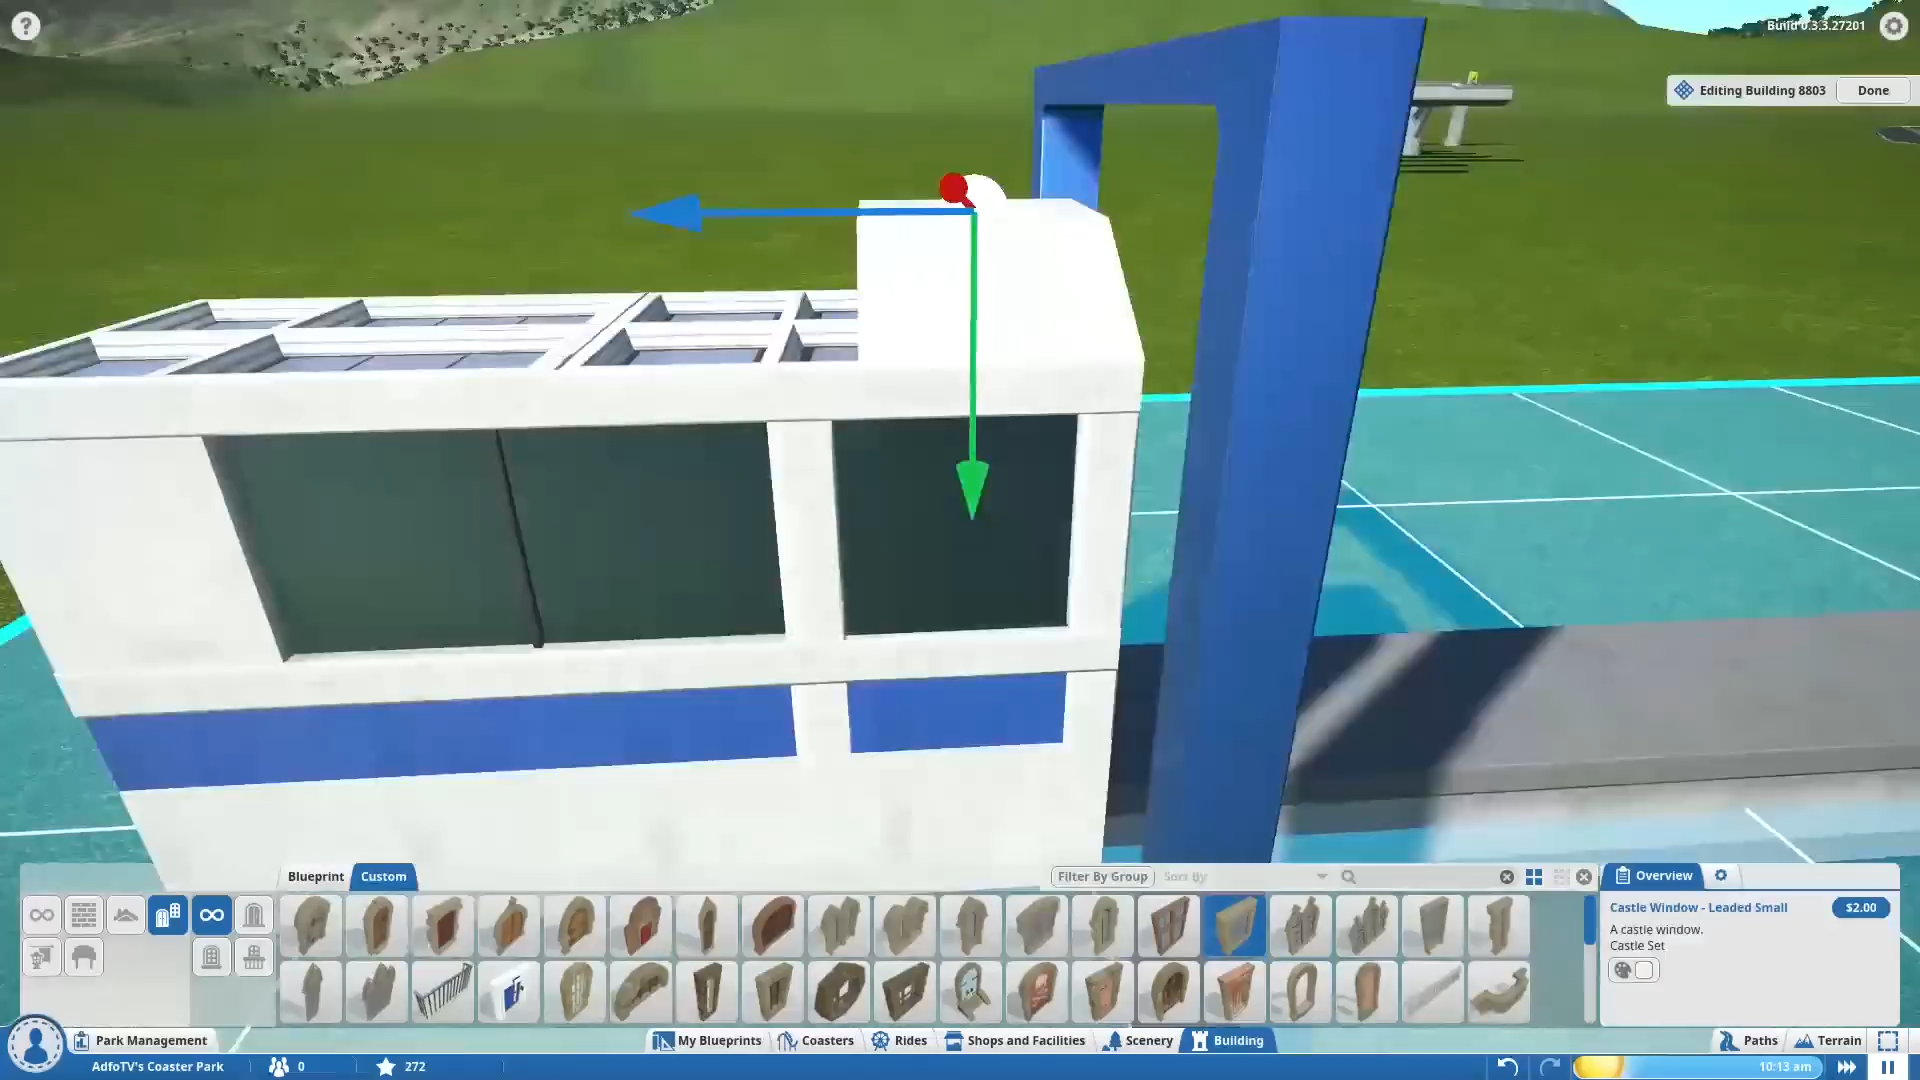 ?
Build 0.3.3.27201
Editing Building 8803
Done
Blueprint
Custom
Filter By Group
Sort By
Overview
Castle Window - Leaded Small
$2.00
A castle window.
Castle Set
Park Management
My Blueprints
Coasters
Rides
Shops and Facilities
Scenery
Building
Paths
Terrain
AdfoTV's Coaster Park
0
272
10:13 am